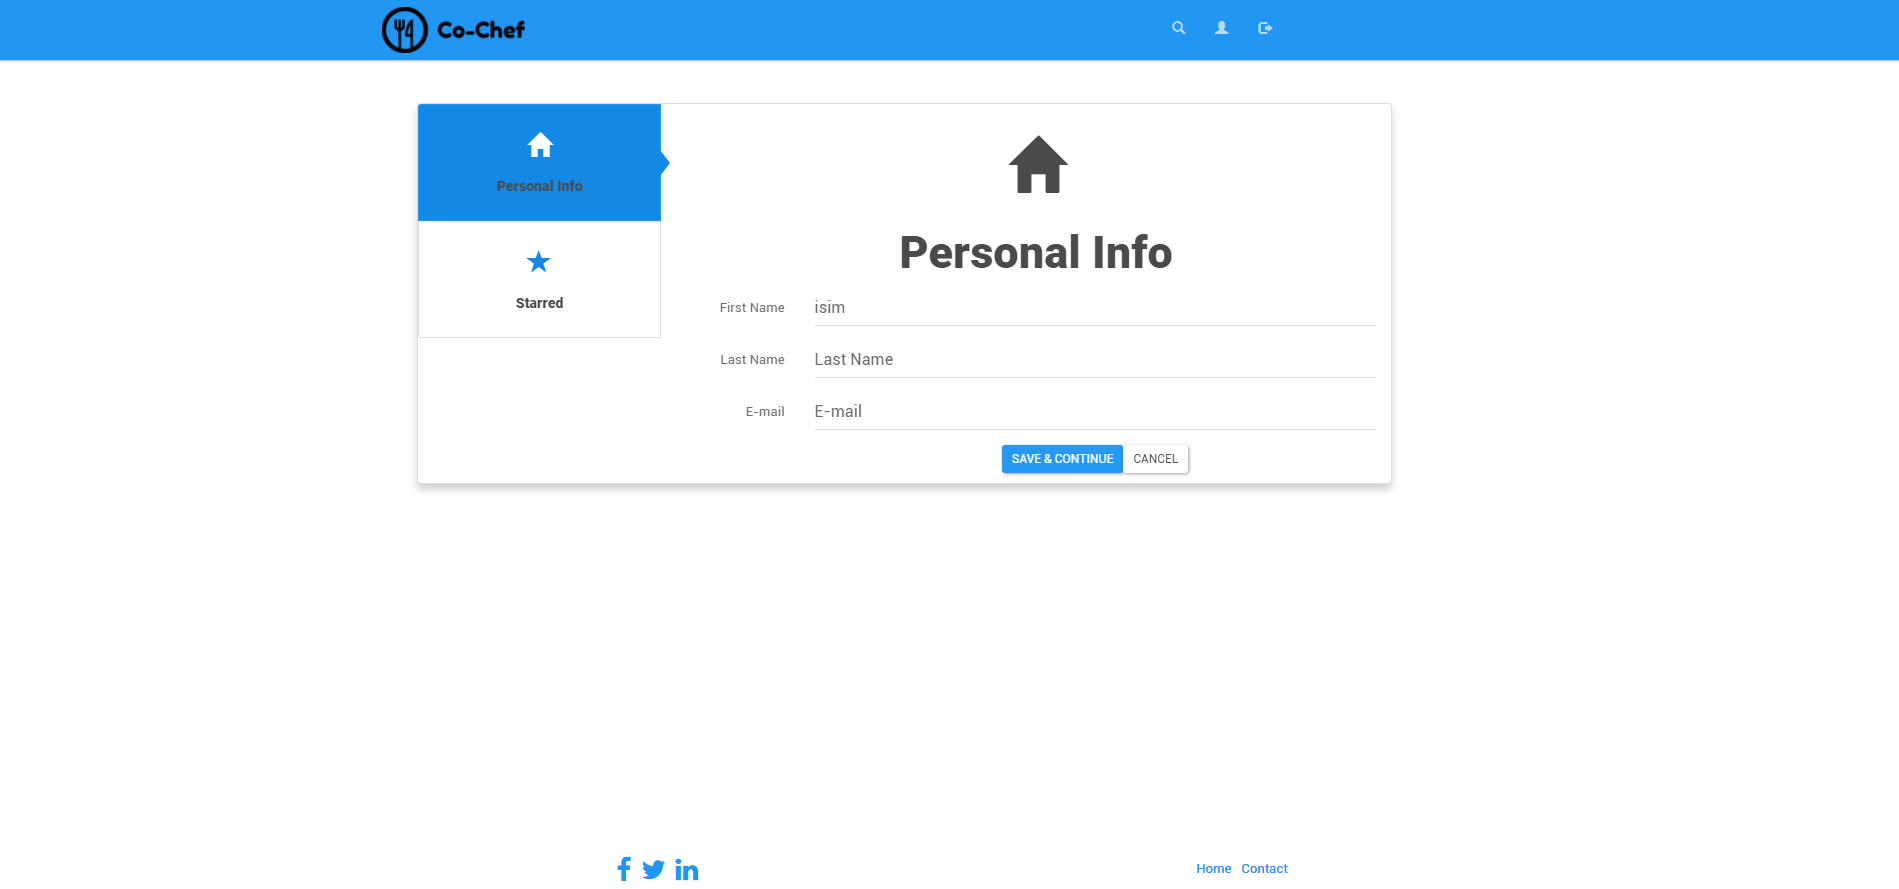 Co-Chef
Personal Info
Starred
Personal Info
First Name isim
Last Name Last Name
E-mail E-mail
SAVE & CONTINUE CANCEL
Home Contact